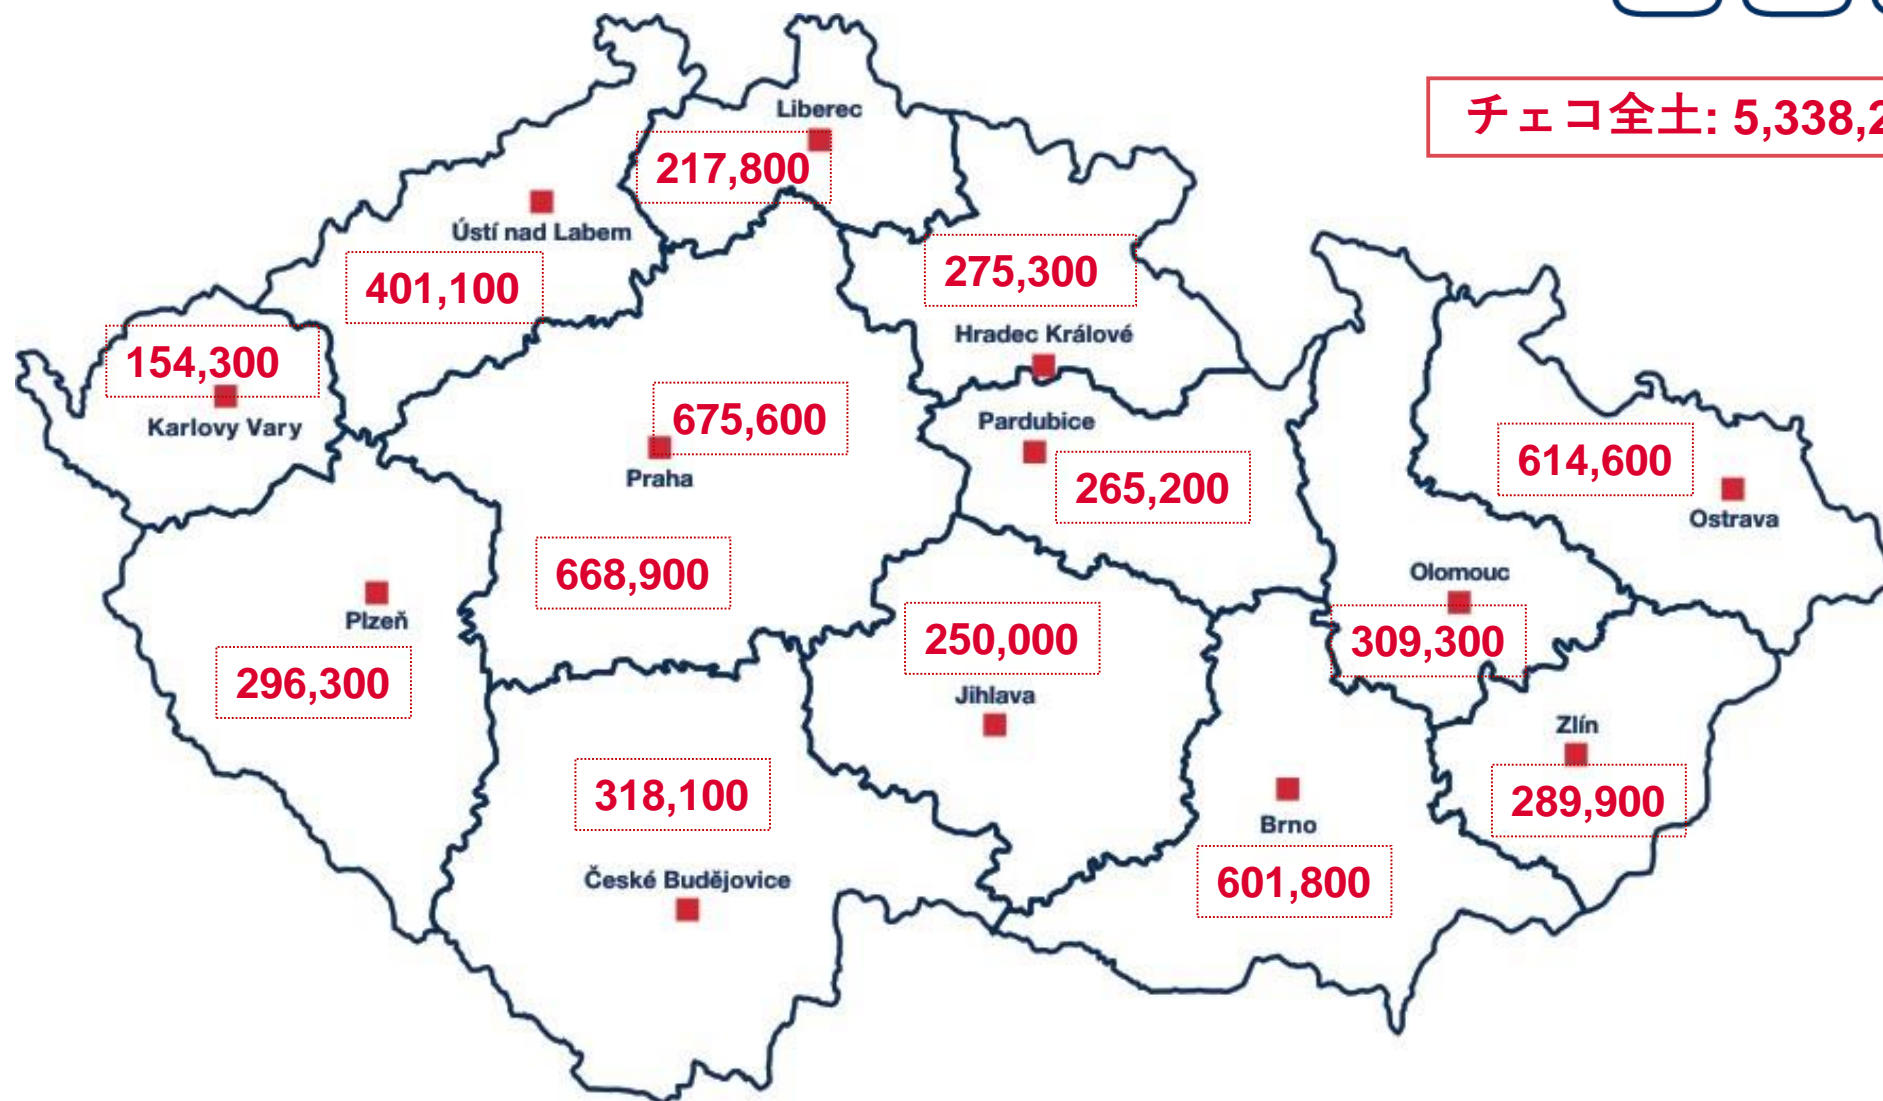 Liberec
チェコ全土: 5,338,2
217,800
Ústí nad Labem
401,100
275,300
Hradec Králové
154,300
Karlovy Vary
675,600
Praha
Pardubice
265,200
614,600
Ostrava
668,900
Olomouc
309,300
Plzeň
296,300
250,000
Jihlava
Zlín
289,900
318,100
Brno
601,800
České Budějovice